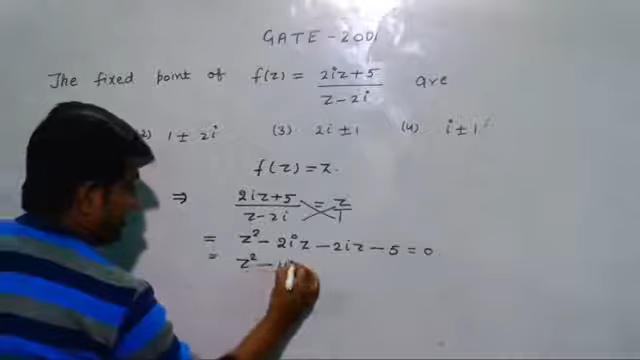 GATE - 2001
The fixed point of f(z) = 2iz+5 / z-2i are
2) 1 ± 2i (3) 2i ± 1 (4) i ± 1
f(z) = z.
⇒ 2iz+5 / z-2i = z / 1
= z² - 2iz - 2iz - 5 = 0
= z² -